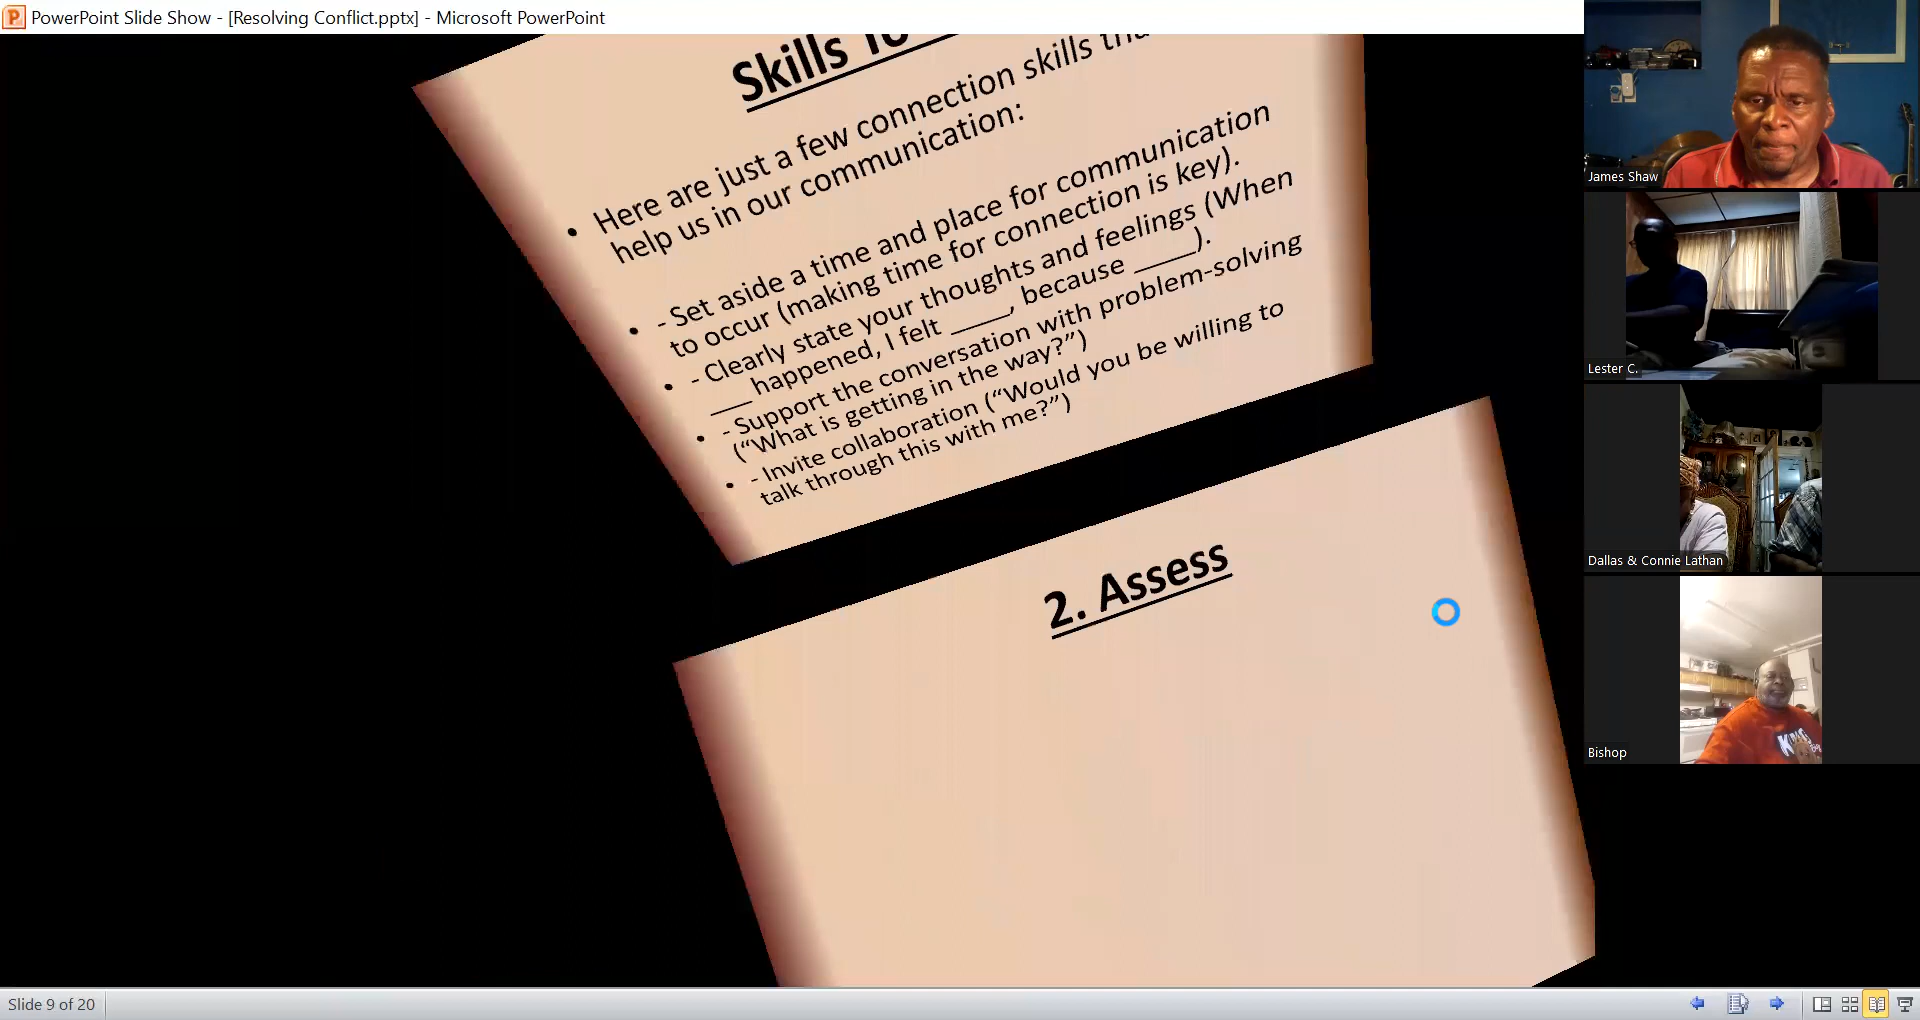 PowerPoint Slide Show - [Resolving Conflict.pptx] - Microsoft PowerPoint
Skills
• Here are just a few connection skills
help us in our communication:
• - Set aside a time and place for communication
to occur (making time for connection is key).
• - Clearly state your thoughts and feelings (When
____ happened, I felt ____, because ____).
• - Support the conversation with problem-solving
(“What is getting in the way?”)
• - Invite collaboration (“Would you be willing to
talk through this with me?”)
2. Assess
James Shaw
Lester C.
Dallas & Connie Lathan
Bishop
Slide 9 of 20